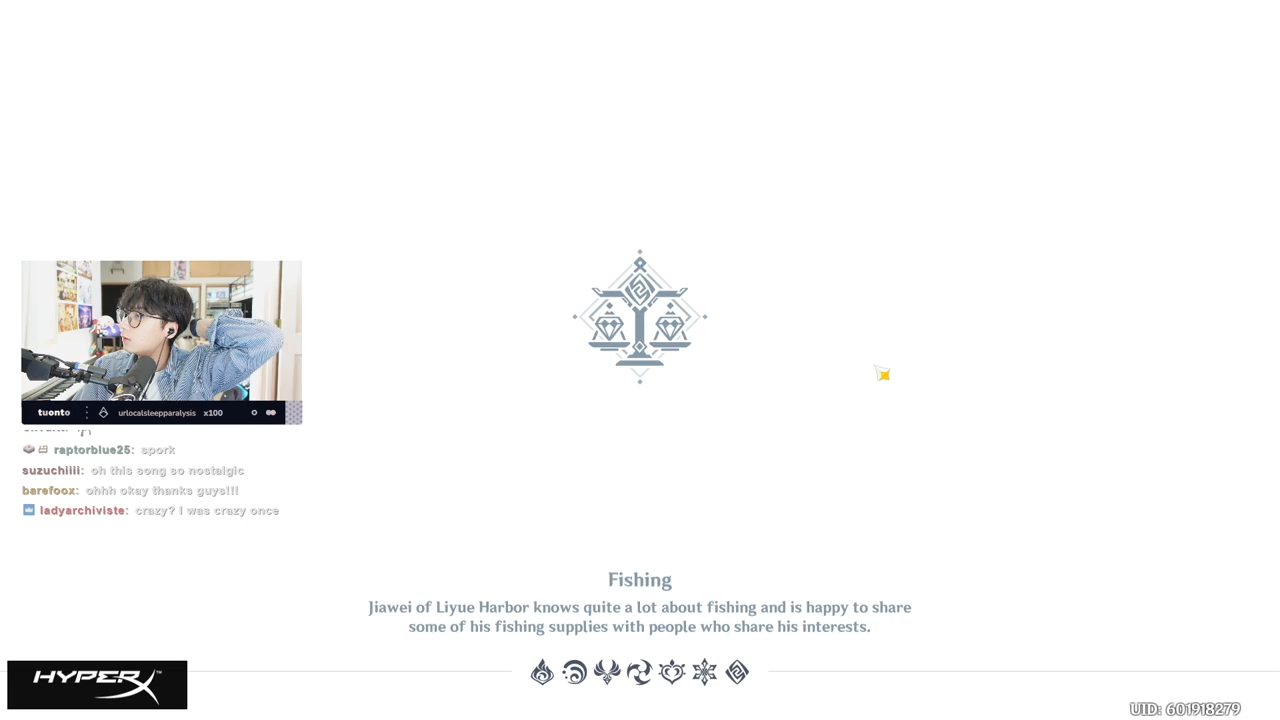 tuonto
urlocalsleepparalysis x100
raptorblue25: spork
suzuchiiii: oh this song so nostalgic
barefoox: ohhh okay thanks guys!!!
ladyarchiviste: crazy? I was crazy once
Fishing
Jiawei of Liyue Harbor knows quite a lot about fishing and is happy to share
some of his fishing supplies with people who share his interests.
HYPERX™
UID: 601918279